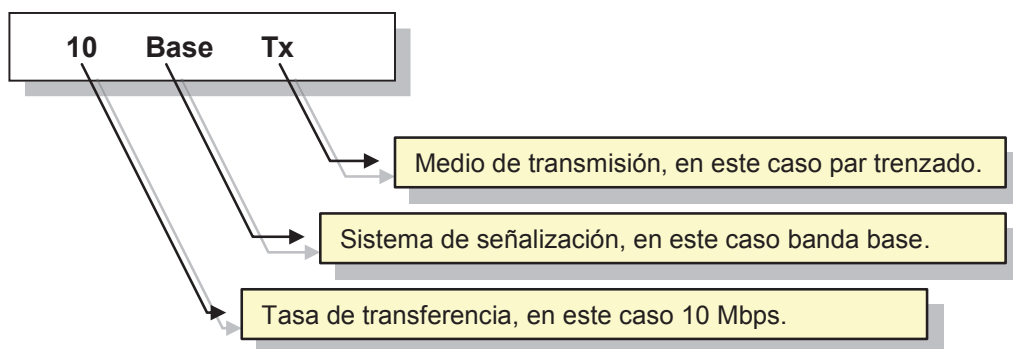 10 Base Tx
Medio de transmisión, en este caso par trenzado.
Sistema de señalización, en este caso banda base.
Tasa de transferencia, en este caso 10 Mbps.